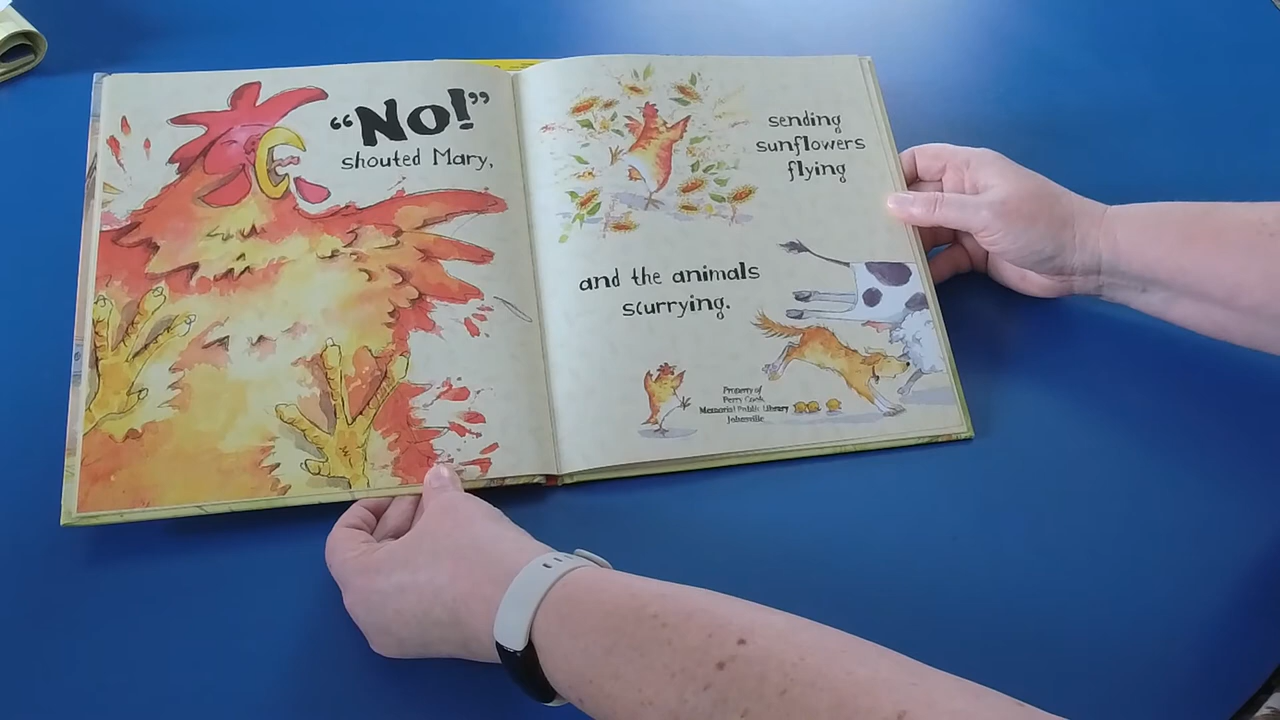 “No!”
shouted Mary,
sending
sunflowers
flying
and the animals
scurrying.
Property of
Perry Cook
Memorial Public Library
Johnsville